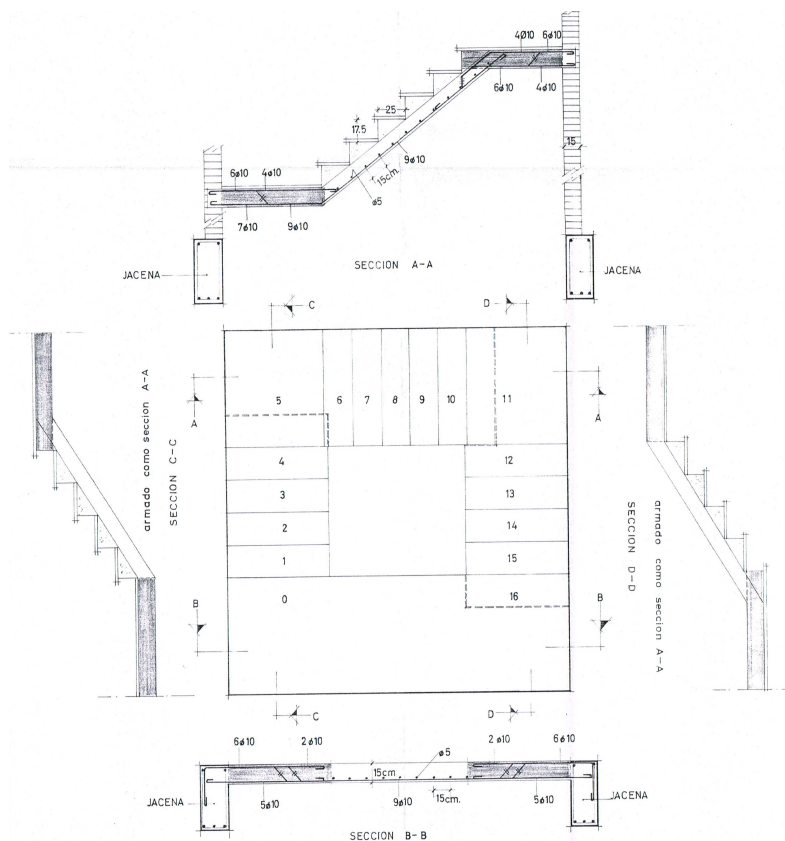 4Ø10 6ø10
6ø10 4ø10
25
17.5
15
9ø10
15cm.
ø5
6ø10 4ø10
7ø10 9ø10
JACENA
SECCION A-A
JACENA
C D
A A
armado como seccion A-A
SECCION C-C
5 6 7 8 9 10 11
4 12
3 13
2 14
1 15
0 16
SECCION D-D
armado como seccion A-A
B B
C D
6ø10 2ø10 ø5 2ø10 6ø10
15cm
JACENA 5ø10 9ø10 15cm. 5ø10 JACENA
SECCION B-B